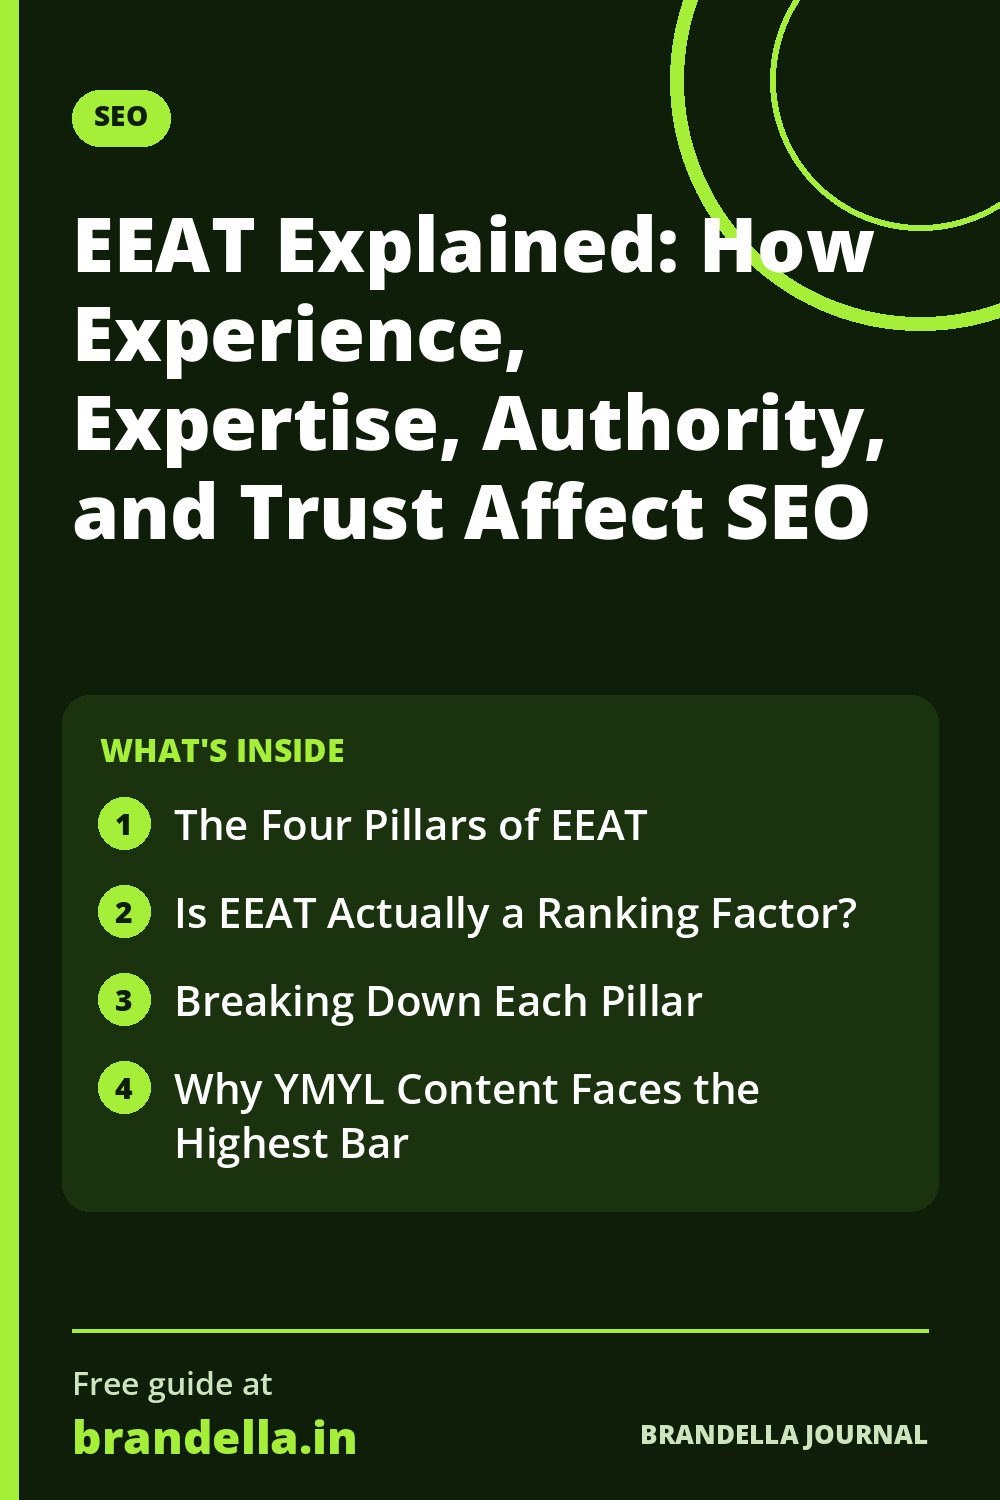 SEO
EEAT Explained: How
Experience,
Expertise, Authority,
and Trust Affect SEO
WHAT'S INSIDE
1 The Four Pillars of EEAT
2 Is EEAT Actually a Ranking Factor?
3 Breaking Down Each Pillar
4 Why YMYL Content Faces the
Highest Bar
Free guide at
brandella.in
BRANDELLA JOURNAL